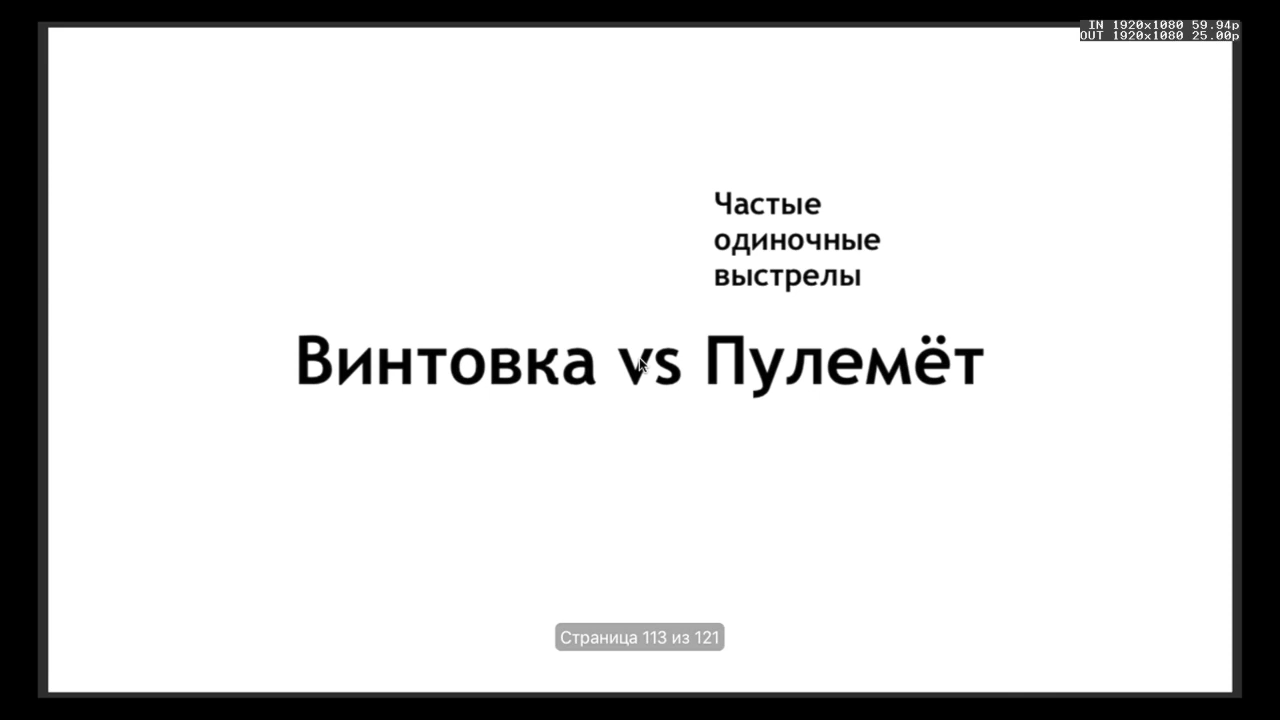 IN 1920x1080 59.94p
OUT 1920x1080 25.00p
Частые
одиночные
выстрелы
Винтовка vs Пулемёт
Страница 113 из 121